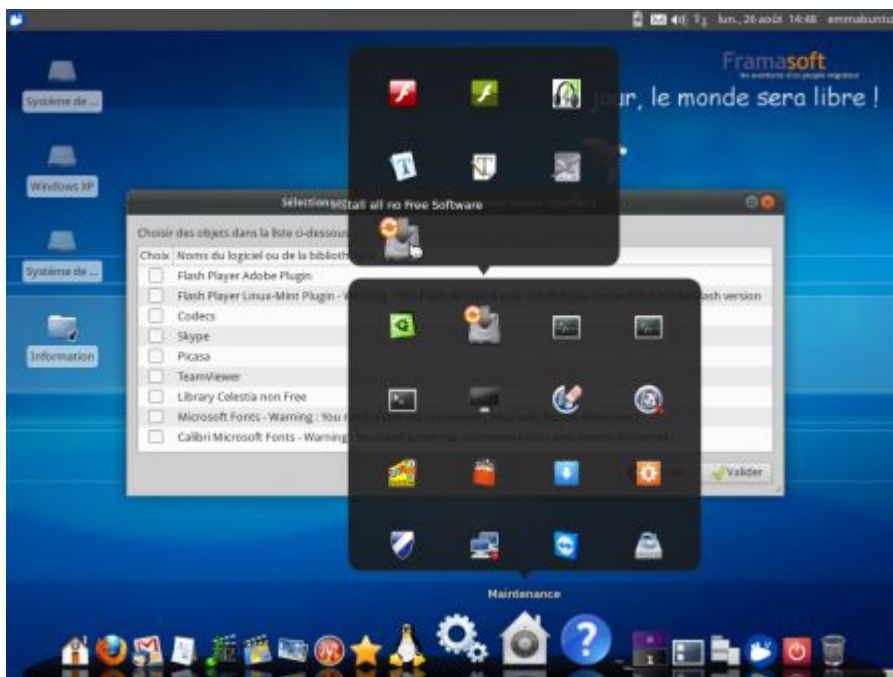 lun., 26 août 14:48 emmabuntu
Framasoft
jour, le monde sera libre !
Système de ...
Windows XP
Système de ...
Information
Sélection
stall all no Free Software
Choisir des objets dans la liste ci-dessous
Choix Noms du logiciel ou de la biblioth
Flash Player Adobe Plugin
Flash Player Linux-Mint Plugin - flash version
Codecs
Skype
Picasa
TeamViewer
Library Celestia non Free
Microsoft Fonts - Warning : You
Calibri Microsoft Fonts - Warning
Valider
Maintenance
1